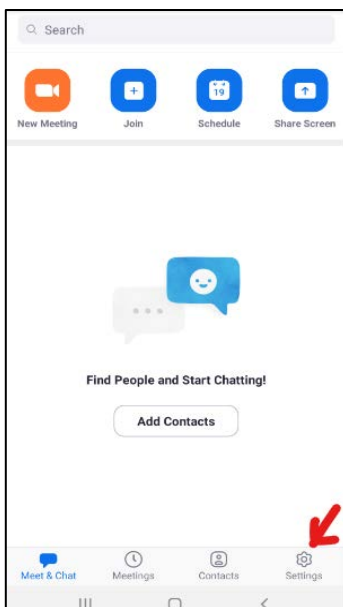 Search
New Meeting Join Schedule Share Screen
19
Find People and Start Chatting!
Add Contacts
Meet & Chat Meetings Contacts Settings